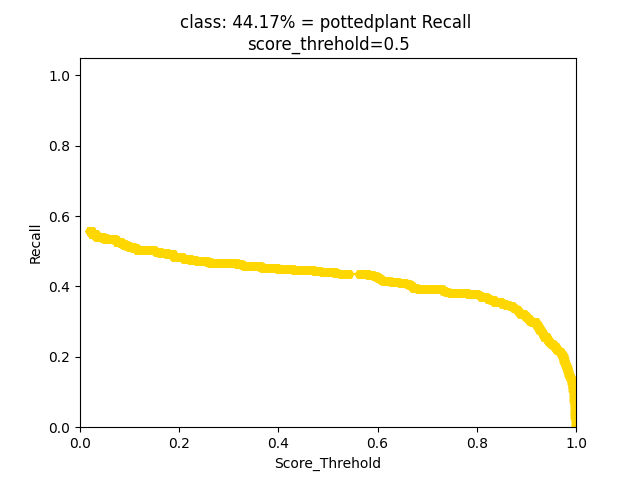 class: 44.17% = pottedplant Recall
score_threhold=0.5
1.0
0.8
0.6
0.4
0.2
0.0
Recall
0.0 0.2 0.4 0.6 0.8 1.0
Score_Threhold